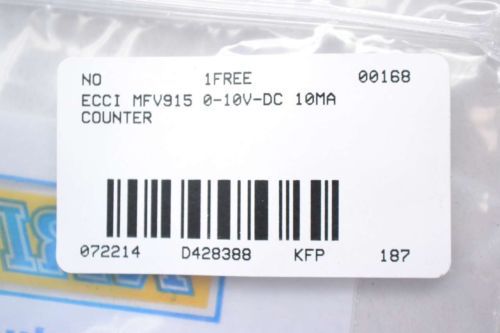 NO 1FREE 00168
ECCI MFV915 0-10V-DC 10MA
COUNTER
072214 D428388 KFP 187